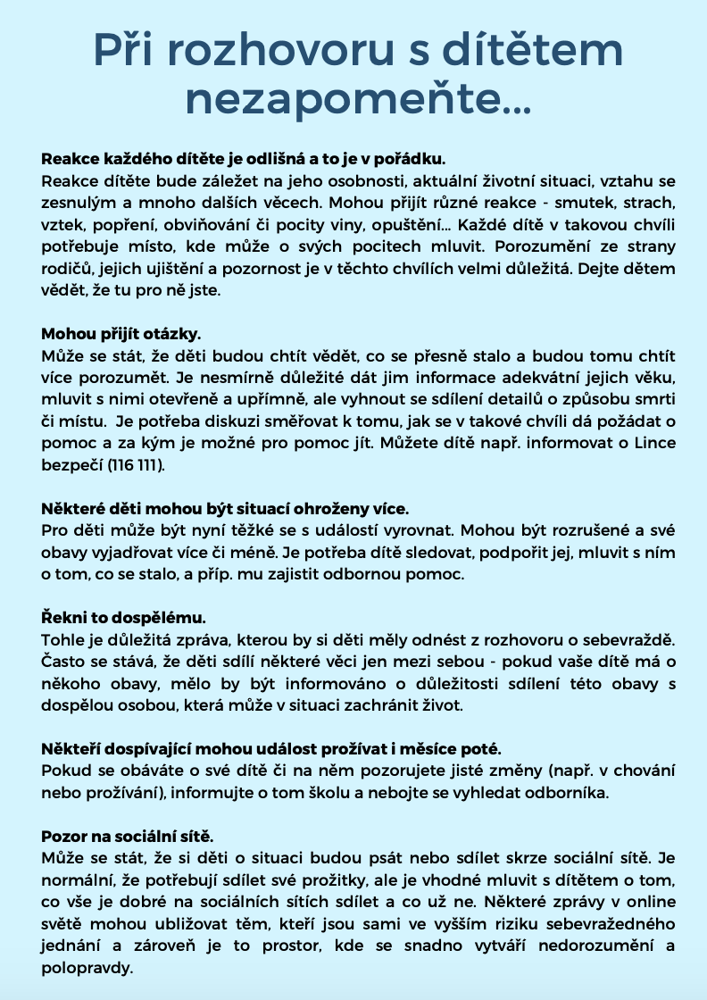 Při rozhovoru s dítětem
nezapomeňte...
Reakce každého dítěte je odlišná a to je v pořádku.
Reakce dítěte bude záležet na jeho osobnosti, aktuální životní situaci, vztahu se
zesnulým a mnoho dalších věcech. Mohou přijít různé reakce - smutek, strach,
vztek, popření, obviňování či pocity viny, opuštění... Každé dítě v takovou chvíli
potřebuje místo, kde může o svých pocitech mluvit. Porozumění ze strany
rodičů, jejich ujištění a pozornost je v těchto chvílích velmi důležitá. Dejte dětem
vědět, že tu pro ně jste.
Mohou přijít otázky.
Může se stát, že děti budou chtít vědět, co se přesně stalo a budou tomu chtít
více porozumět. Je nesmírně důležité dát jim informace adekvátní jejich věku,
mluvit s nimi otevřeně a upřímně, ale vyhnout se sdílení detailů o způsobu smrti
či místu. Je potřeba diskuzi směřovat k tomu, jak se v takové chvíli dá požádat o
pomoc a za kým je možné pro pomoc jít. Můžete dítě např. informovat o Lince
bezpečí (116 111).
Některé děti mohou být situací ohroženy více.
Pro děti může být nyní těžké se s událostí vyrovnat. Mohou být rozrušené a své
obavy vyjadřovat více či méně. Je potřeba dítě sledovat, podpořit jej, mluvit s ním
o tom, co se stalo, a příp. mu zajistit odbornou pomoc.
Řekni to dospělému.
Tohle je důležitá zpráva, kterou by si děti měly odnést z rozhovoru o sebevraždě.
Často se stává, že děti sdílí některé věci jen mezi sebou - pokud vaše dítě má o
někoho obavy, mělo by být informováno o důležitosti sdílení této obavy s
dospělou osobou, která může v situaci zachránit život.
Někteří dospívající mohou událost prožívat i měsíce poté.
Pokud se obáváte o své dítě či na něm pozorujete jisté změny (např. v chování
nebo prožívání), informujte o tom školu a nebojte se vyhledat odborníka.
Pozor na sociální sítě.
Může se stát, že si děti o situaci budou psát nebo sdílet skrze sociální sítě. Je
normální, že potřebují sdílet své prožitky, ale je vhodné mluvit s dítětem o tom,
co vše je dobré na sociálních sítích sdílet a co už ne. Některé zprávy v online
světě mohou ubližovat těm, kteří jsou sami ve vyšším riziku sebevražedného
jednání a zároveň je to prostor, kde se snadno vytváří nedorozumění a
polopravdy.